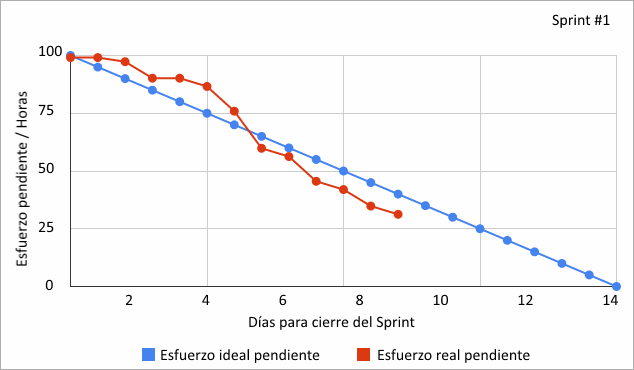 Sprint #1
Esfuerzo pendiente / Horas
100
75
50
25
0
2 4 6 8 10 12 14
Días para cierre del Sprint
Esfuerzo ideal pendiente Esfuerzo real pendiente